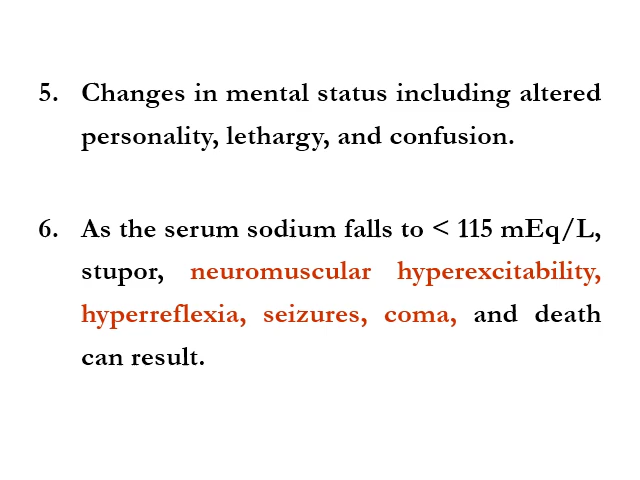 5. Changes in mental status including altered
personality, lethargy, and confusion.
6. As the serum sodium falls to < 115 mEq/L,
stupor, neuromuscular hyperexcitability,
hyperreflexia, seizures, coma, and death
can result.